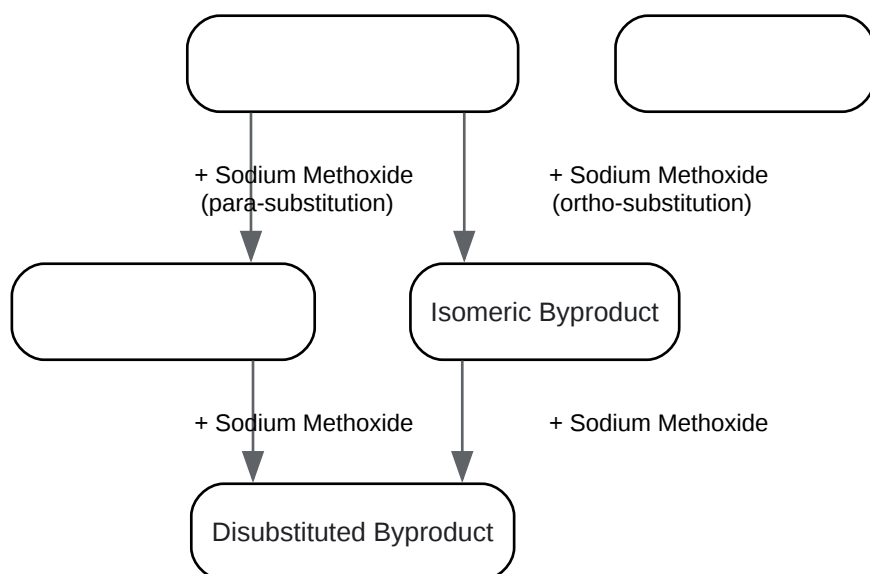 + Sodium Methoxide
(para-substitution)
+ Sodium Methoxide
(ortho-substitution)
Isomeric Byproduct
+ Sodium Methoxide
+ Sodium Methoxide
Disubstituted Byproduct